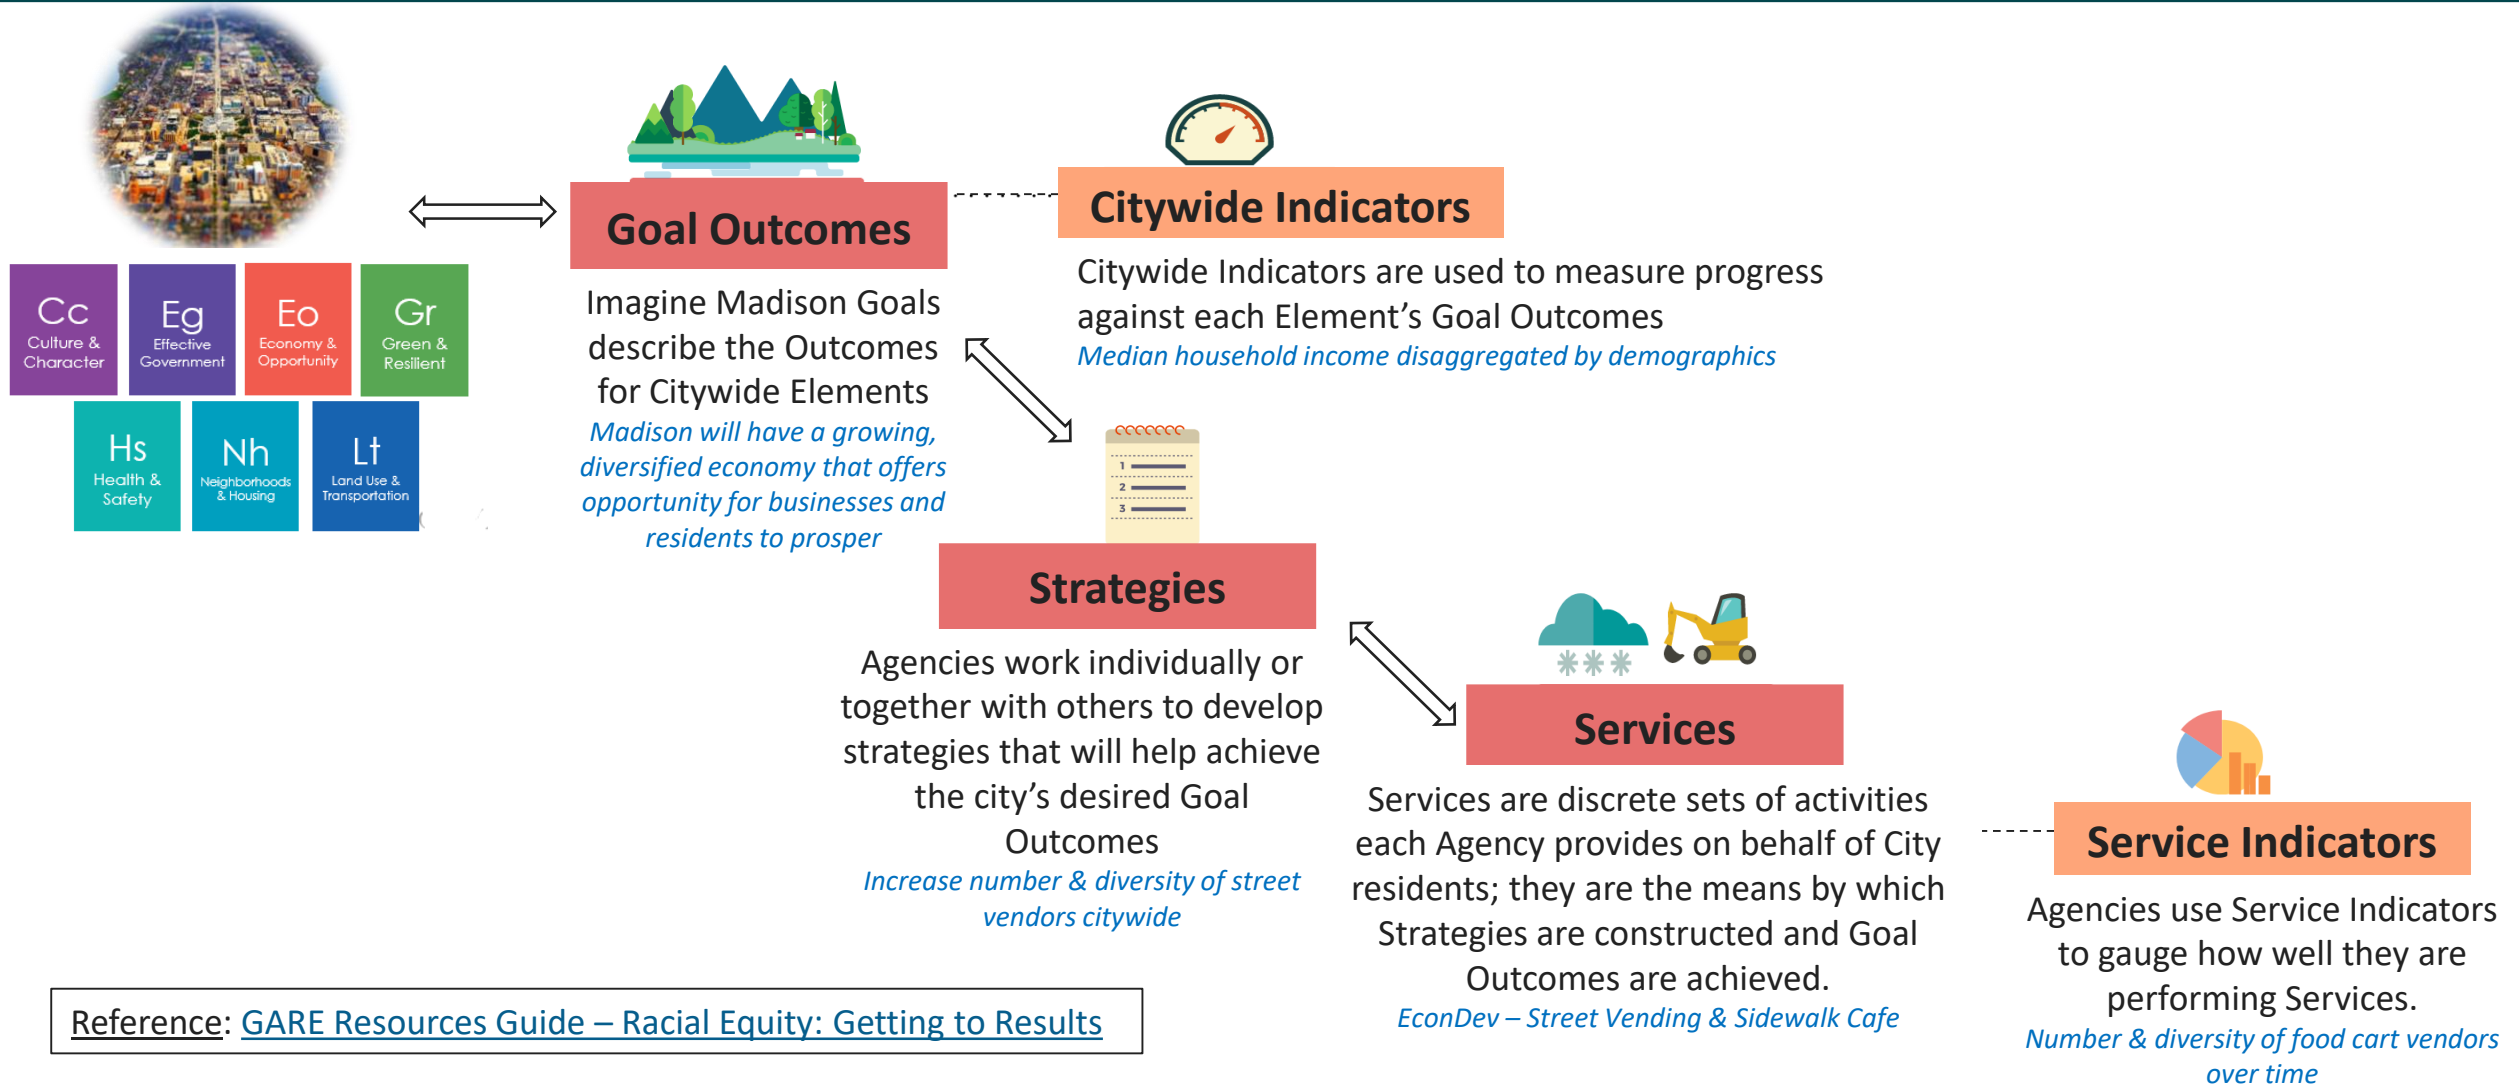 Cc
Culture &
Character
Eg
Effective
Government
Eo
Economy &
Opportunity
Gr
Green &
Resilient
Hs
Health &
Safety
Nh
Neighborhoods
& Housing
Lt
Land Use &
Transportation
Goal Outcomes
Imagine Madison Goals
describe the Outcomes
for Citywide Elements
Madison will have a growing,
diversified economy that offers
opportunity for businesses and
residents to prosper
Citywide Indicators
Citywide Indicators are used to measure progress
against each Element’s Goal Outcomes
Median household income disaggregated by demographics
1
2
3
Strategies
Agencies work individually or
together with others to develop
strategies that will help achieve
the city’s desired Goal
Outcomes
Increase number & diversity of street
vendors citywide
Services
Services are discrete sets of activities
each Agency provides on behalf of City
residents; they are the means by which
Strategies are constructed and Goal
Outcomes are achieved.
EconDev – Street Vending & Sidewalk Cafe
Service Indicators
Agencies use Service Indicators
to gauge how well they are
performing Services.
Number & diversity of food cart vendors
over time
Reference: GARE Resources Guide – Racial Equity: Getting to Results